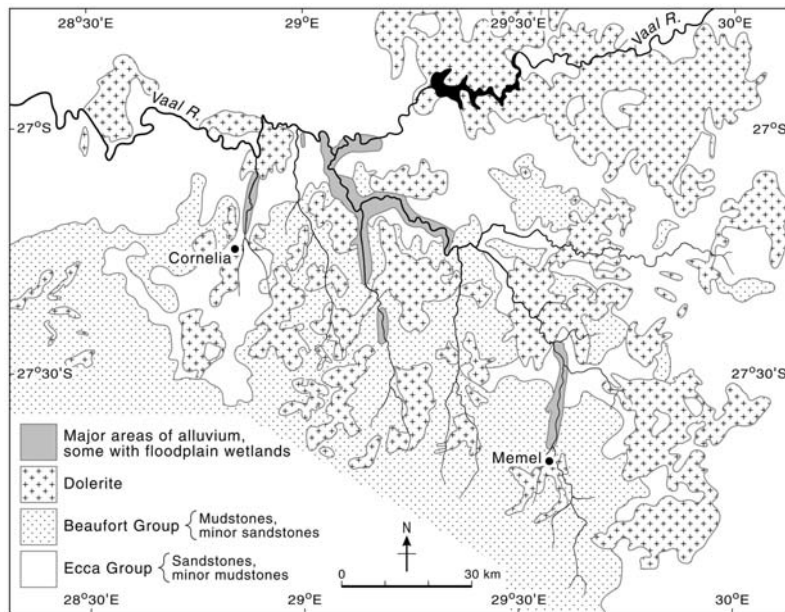 28°30'E
29°E
29°30'E
30°E
Vaal R.
Vaal R.
27°S
27°S
Cornelia
27°30'S
27°30'S
Memel
Major areas of alluvium,
some with floodplain wetlands
Dolerite
Beaufort Group { Mudstones,
minor sandstones
Ecca Group { Sandstones,
minor mudstones
N
0 30 km
28°30'E
29°E
29°30'E
30°E